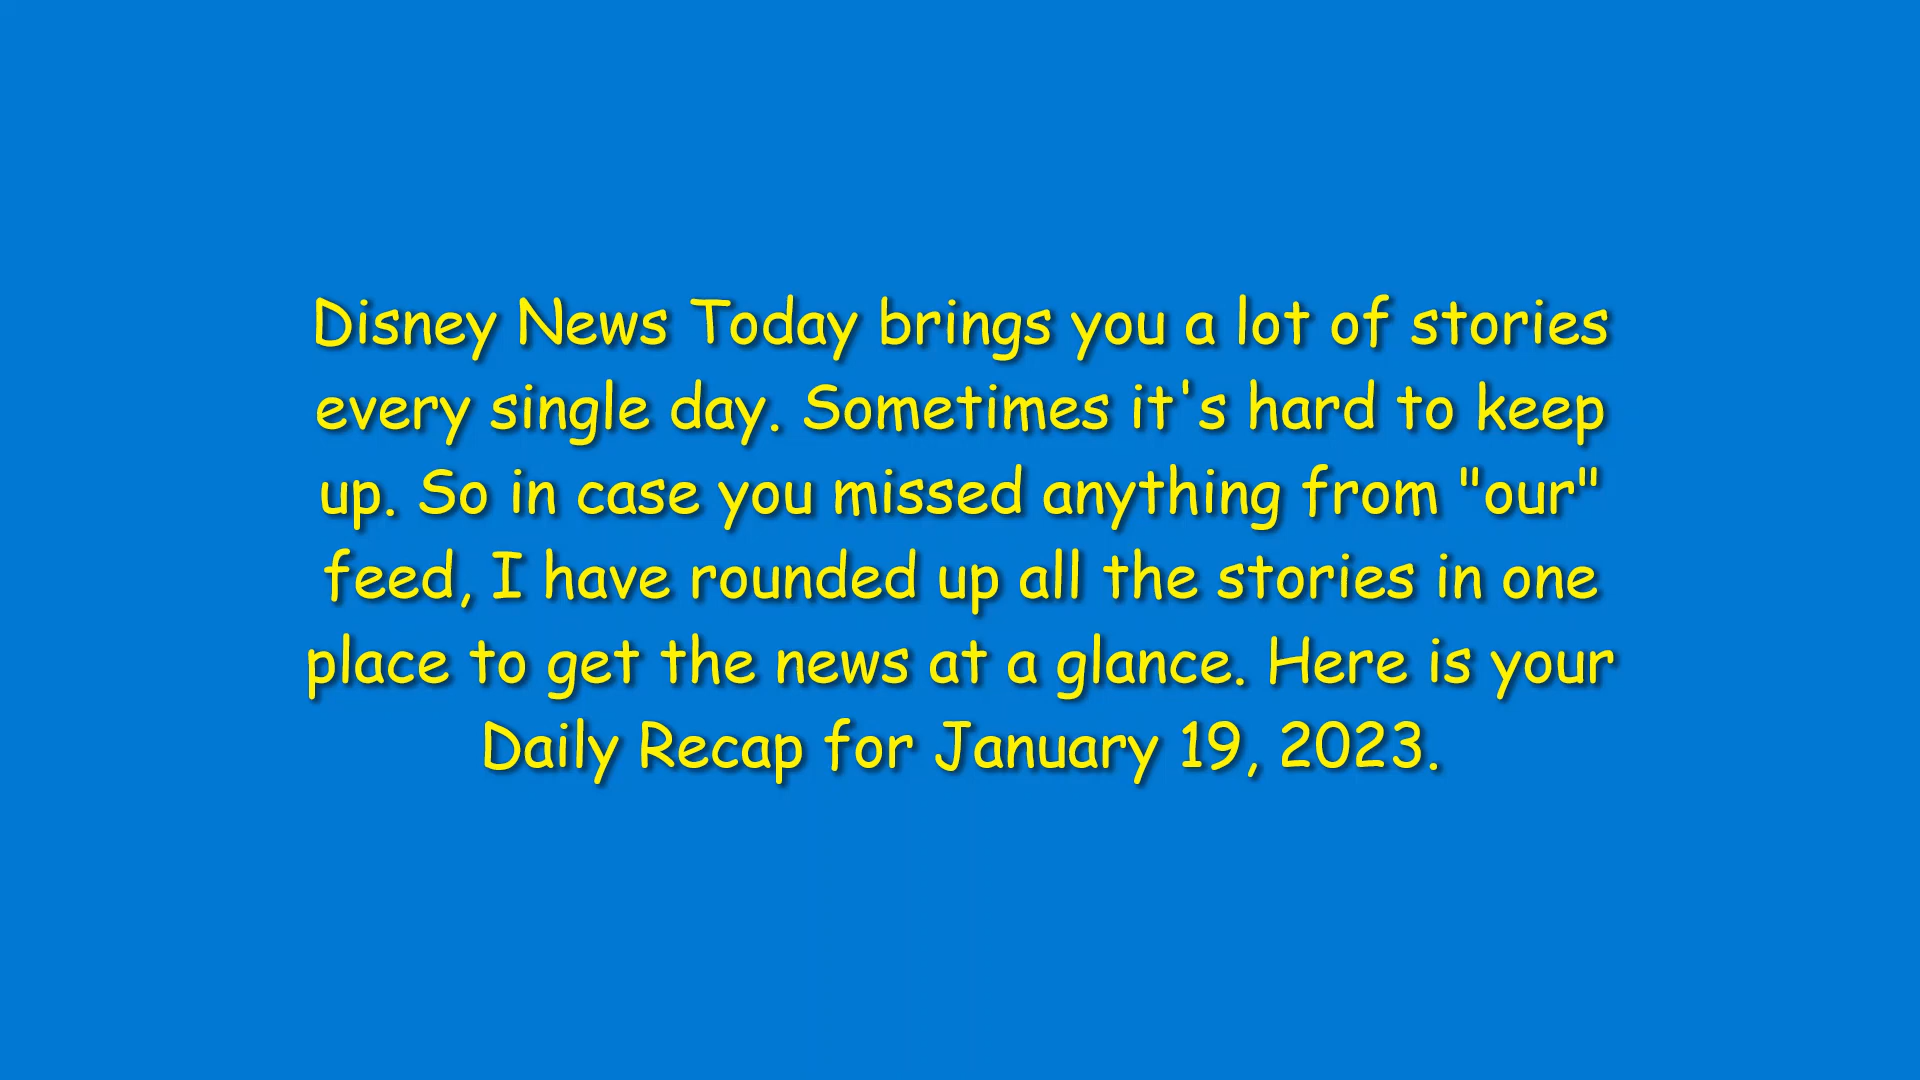 Disney News Today brings you a lot of stories
every single day. Sometimes it's hard to keep
up. So in case you missed anything from "our"
feed, I have rounded up all the stories in one
place to get the news at a glance. Here is your
Daily Recap for January 19, 2023.